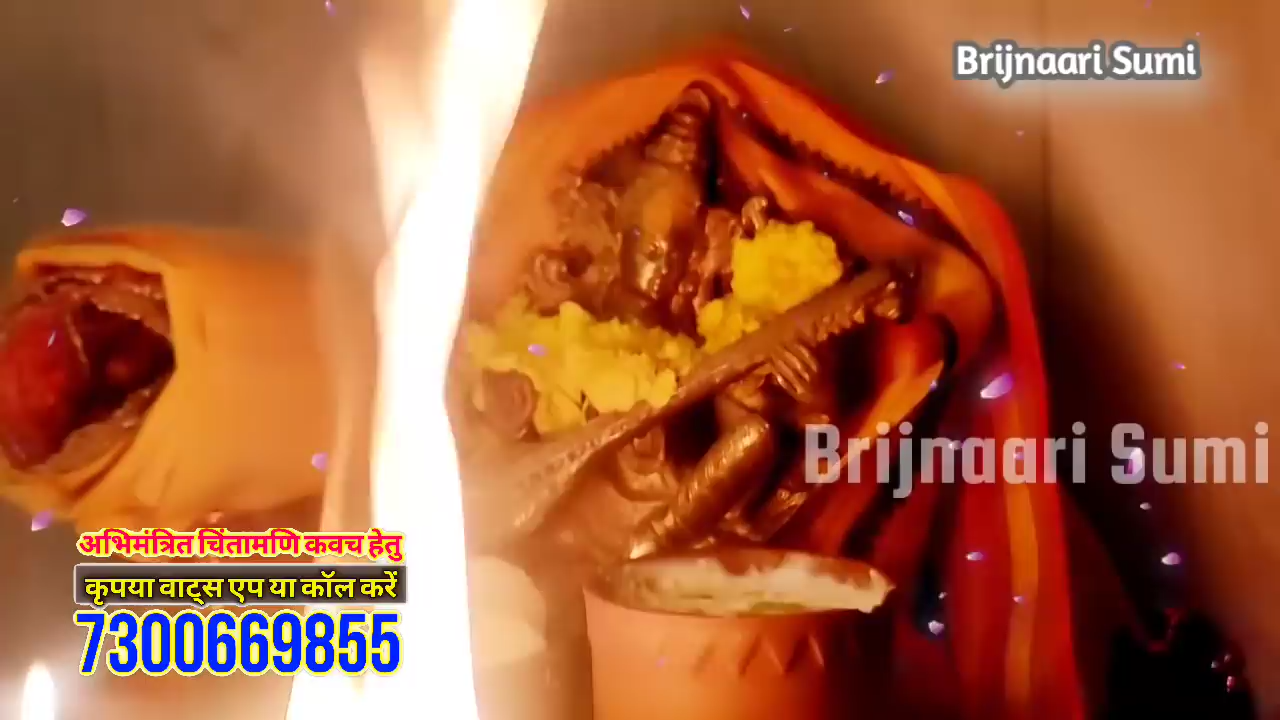 Brijnaari Sumi
Brijnaari Sumi
अभिमंत्रित चिंतामणि कवच हेतु
कृपया वाट्स एप या कॉल करें
7300669855